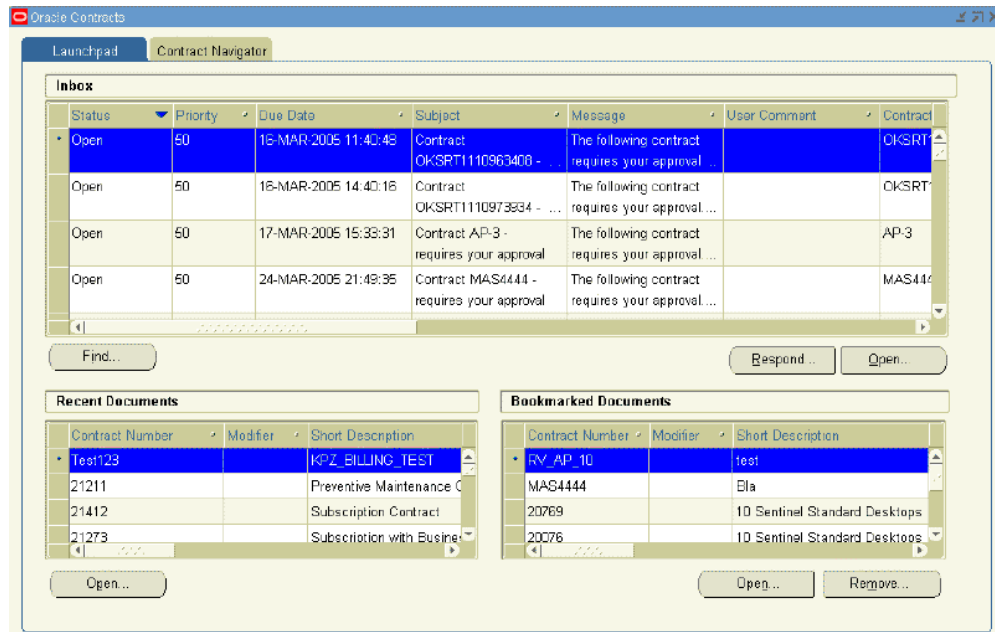 Oracle Contracts
Launchpad
Contract Navigator
Inbox
Status Priority Due Date Subject Message User Comment Contract
Open 50 16-MAR-2005 11:40:48 Contract The following contract OKSRT1
OKSRT1110963408 - ... requires your approval ...
Open 50 16-MAR-2005 14:40:16 Contract The following contract OKSRT1
OKSRT1110973934 - ... requires your approval....
Open 50 17-MAR-2005 15:33:31 Contract AP-3 - The following contract AP-3
requires your approval requires your approval....
Open 50 24-MAR-2005 21:49:35 Contract MAS4444 - The following contract MAS444
requires your approval requires your approval....
Find...
Respond...
Open...
Recent Documents
Contract Number Modifier Short Description
Test123 KPZ_BILLING_TEST
21211 Preventive Maintenance C
21412 Subscription Contract
21273 Subscription with Busine
Open...
Bookmarked Documents
Contract Number Modifier Short Description
RV_AP_10 test
MAS4444 Bla
20769 10 Sentinel Standard Desktops
20076 10 Sentinel Standard Desktops
Open...
Remove...